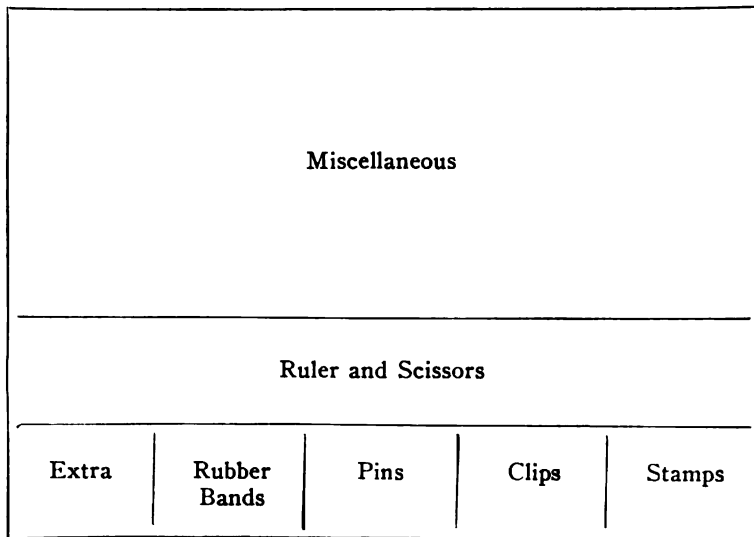 Miscellaneous
Ruler and Scissors
Extra
Rubber
Bands
Pins
Clips
Stamps